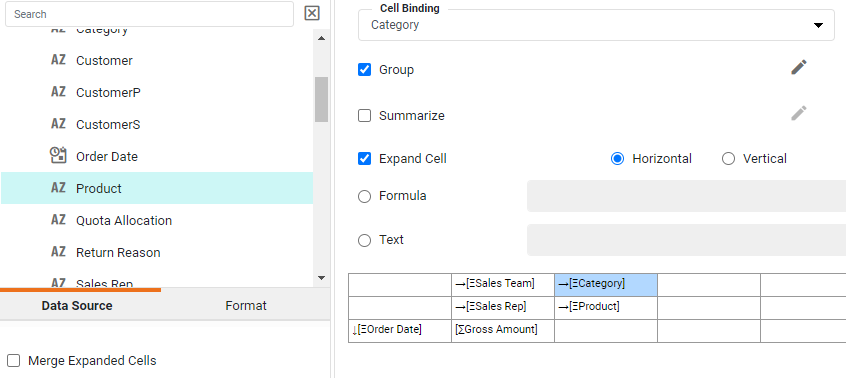 Search
Category
AZ Customer
AZ CustomerP
AZ CustomerS
Order Date
AZ Product
AZ Quota Allocation
AZ Return Reason
AZ Sales Rep
Data Source Format
Merge Expanded Cells
Cell Binding
Category
Group
Summarize
Expand Cell Horizontal Vertical
Formula
Text
→[ΞSales Team] →[ΞCategory]
→[ΞSales Rep] →[ΞProduct]
↓[ΞOrder Date] [ΣGross Amount]